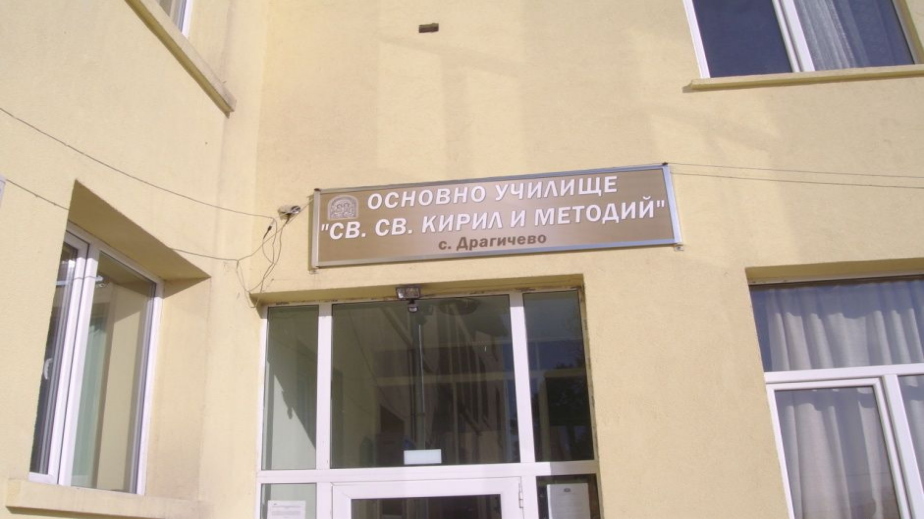 ОСНОВНО УЧИЛИЩЕ
"СВ. СВ. КИРИЛ И МЕТОДИЙ"
с. Драгичево